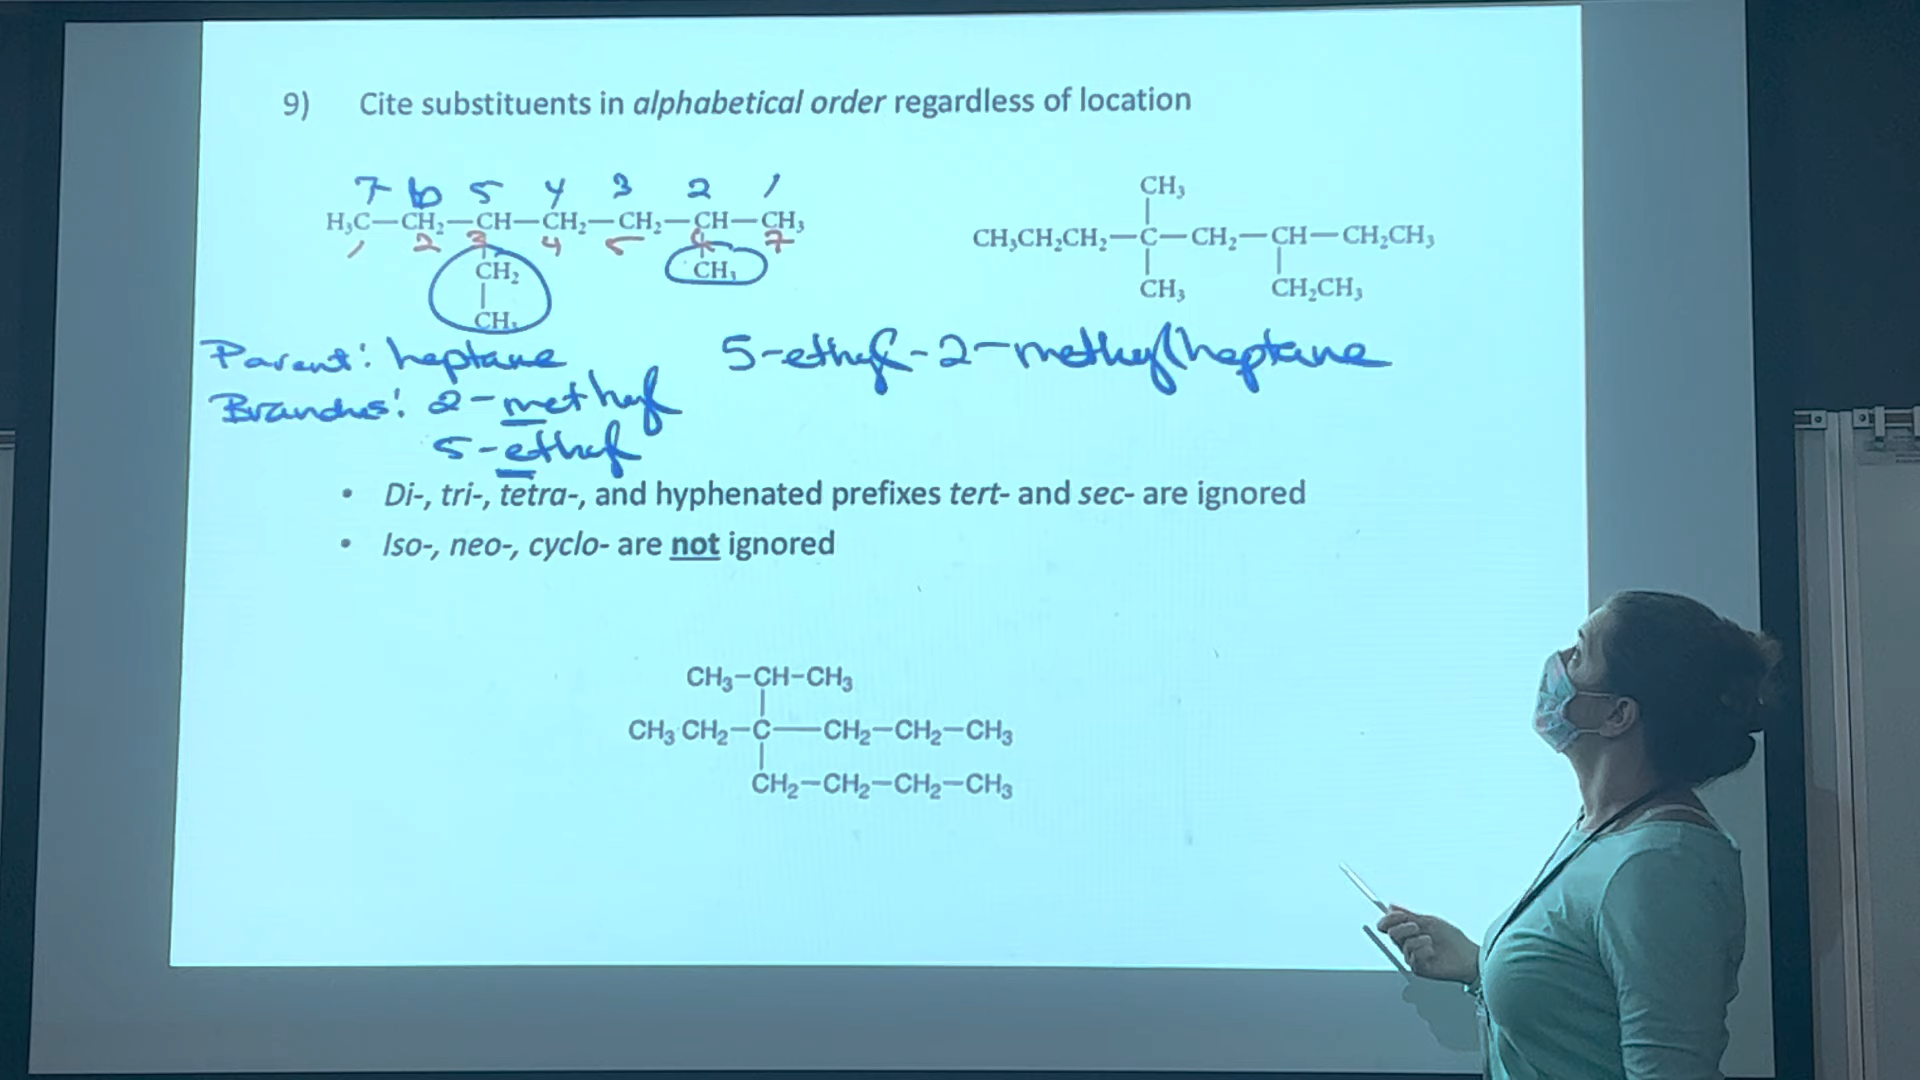 9) Cite substituents in alphabetical order regardless of location
7 6 5 4 3 2 1
H₃C—CH₂—CH—CH₂—CH₂—CH—CH₃
1 2 3 4 5 6 7
CH₂
CH₃
CH₃
CH₃
CH₃CH₂CH₂—C—CH₂—CH—CH₂CH₃
CH₃ CH₂CH₃
Parent: heptane
5-ethyl-2-methylheptane
Branches: 2-methyl
5-ethyl
• Di-, tri-, tetra-, and hyphenated prefixes tert- and sec- are ignored
• Iso-, neo-, cyclo- are not ignored
CH₃—CH—CH₃
CH₃ CH₂—C—CH₂—CH₂—CH₃
CH₂—CH₂—CH₂—CH₃